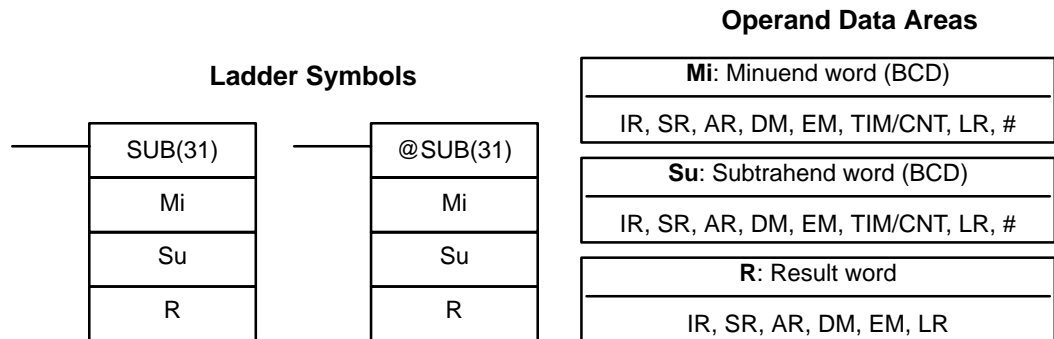 Operand Data Areas
Ladder Symbols
Mi: Minuend word (BCD)
IR, SR, AR, DM, EM, TIM/CNT, LR, #
SUB(31)
@SUB(31)
Su: Subtrahend word (BCD)
Mi
Mi
IR, SR, AR, DM, EM, TIM/CNT, LR, #
Su
Su
R: Result word
R
R
IR, SR, AR, DM, EM, LR